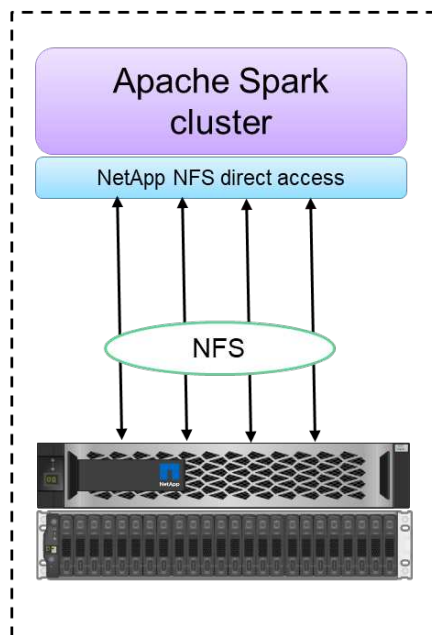 Apache Spark
cluster
NetApp NFS direct access
NFS
NetApp